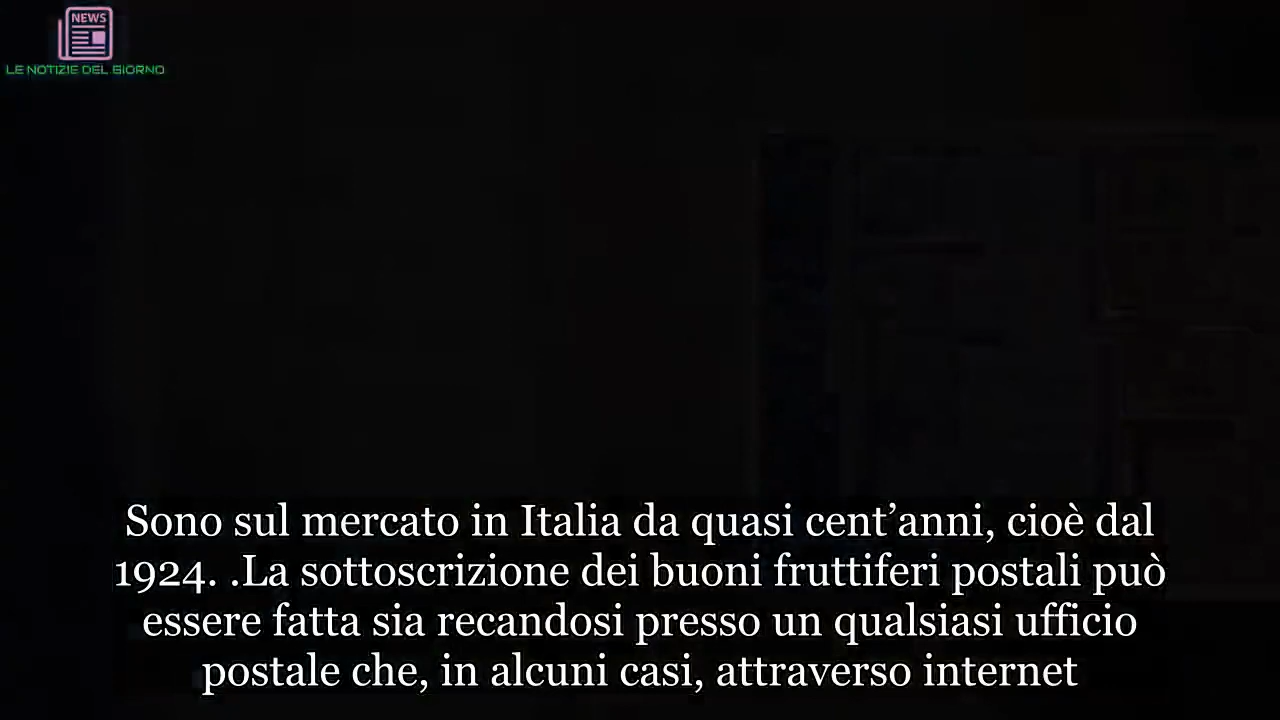 NEWS
LE NOTIZIE DEL GIORNO
Sono sul mercato in Italia da quasi cent’anni, cioè dal
1924. .La sottoscrizione dei buoni fruttiferi postali può
essere fatta sia recandosi presso un qualsiasi ufficio
postale che, in alcuni casi, attraverso internet